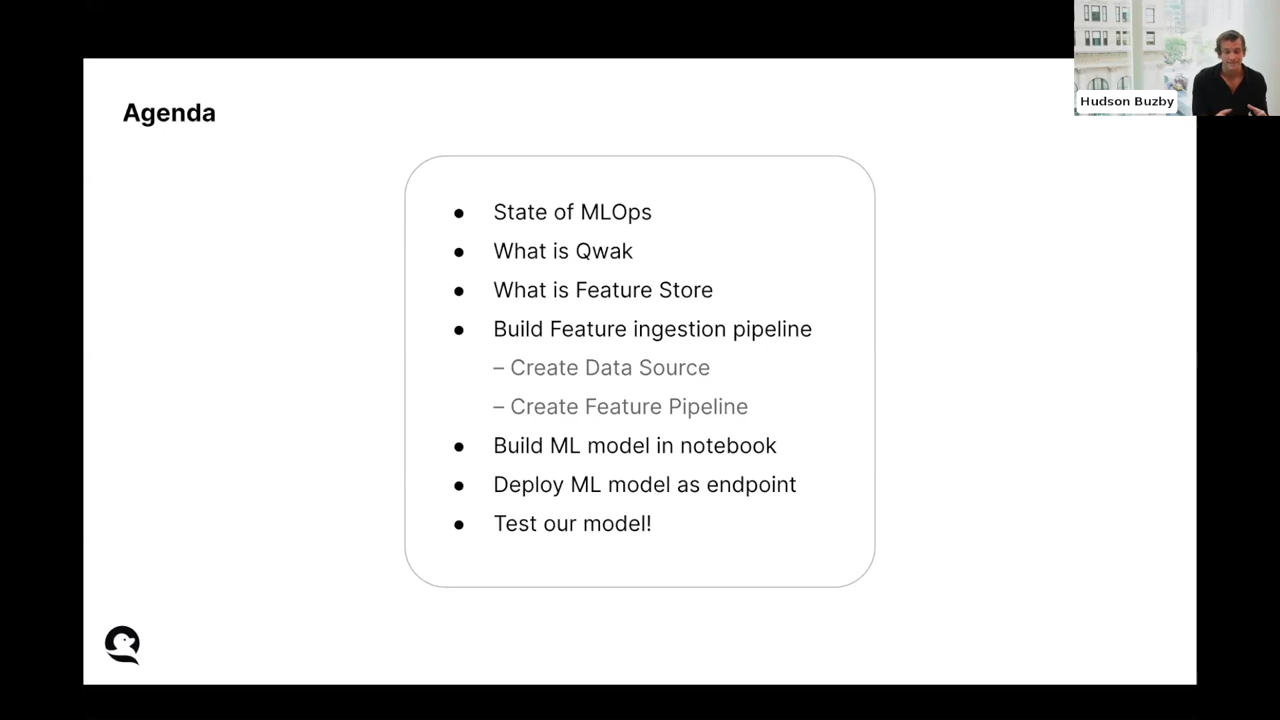 Agenda
Hudson Buzby
● State of MLOps
● What is Qwak
● What is Feature Store
● Build Feature ingestion pipeline
– Create Data Source
– Create Feature Pipeline
● Build ML model in notebook
● Deploy ML model as endpoint
● Test our model!